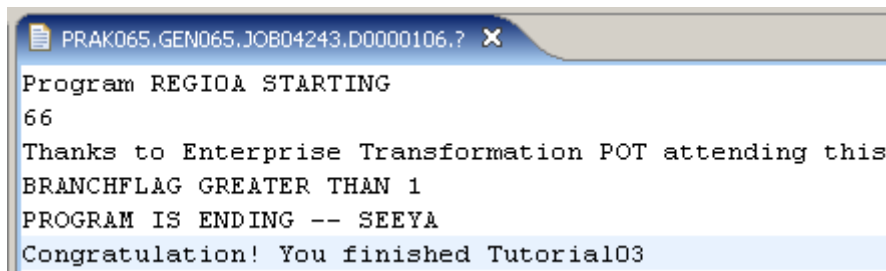 PRAK065.GEN065.JOB04243.D0000106.?
Program REGI0A STARTING
66
Thanks to Enterprise Transformation POT attending this
BRANCHFLAG GREATER THAN 1
PROGRAM IS ENDING -- SEEYA
Congratulation! You finished Tutorial03